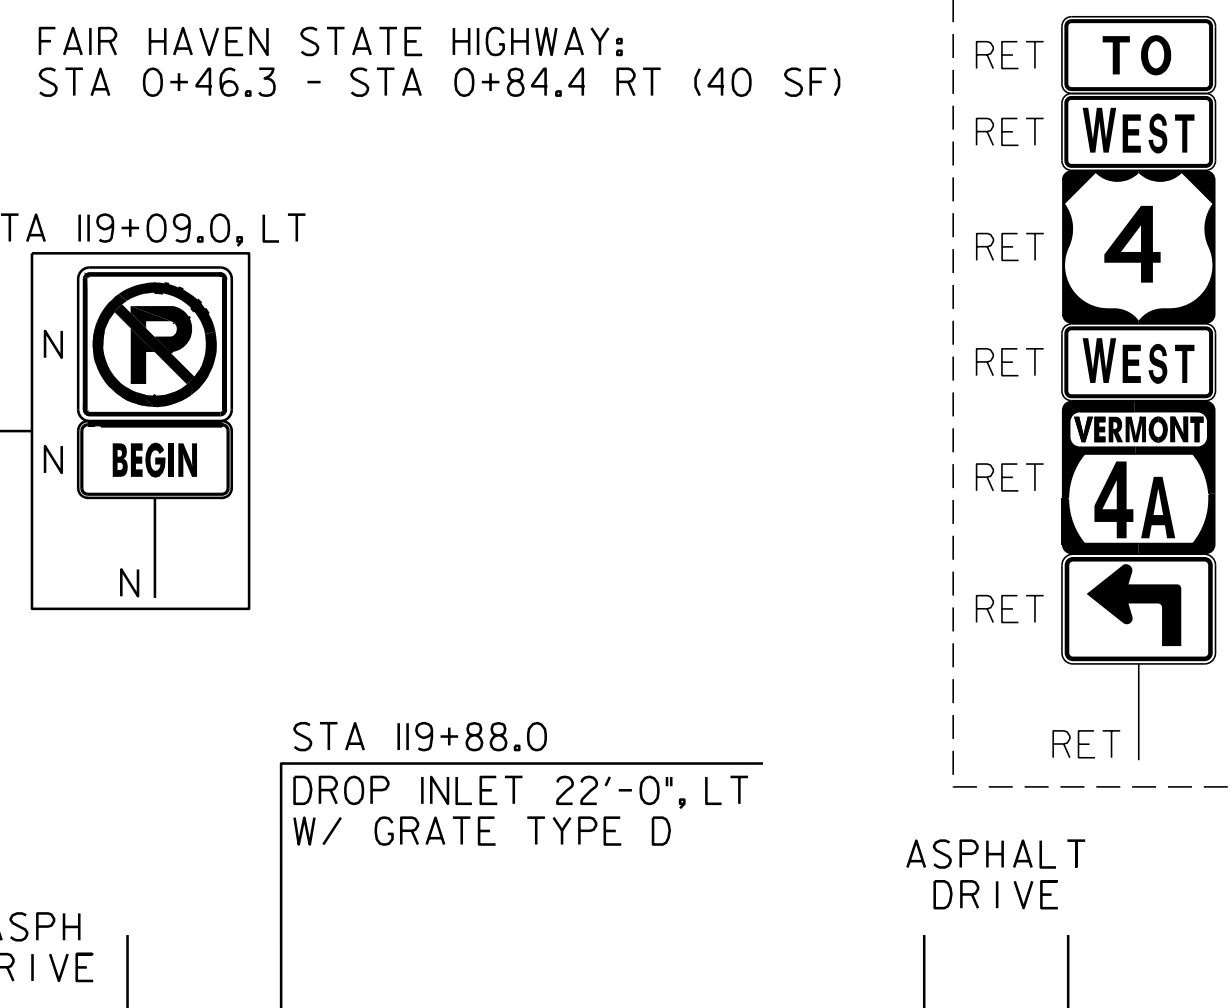 FAIR HAVEN STATE HIGHWAY:
STA 0+46.3 - STA 0+84.4 RT (40 SF)
TA 119+09.0, LT
N
P
N
BEGIN
N
RET
TO
RET
WEST
RET
4
RET
WEST
RET
VERMONT
4A
RET
RET
STA 119+88.0
DROP INLET 22'-0", LT
W/ GRATE TYPE D
ASPHALT
DRIVE
ASPH
RIVE